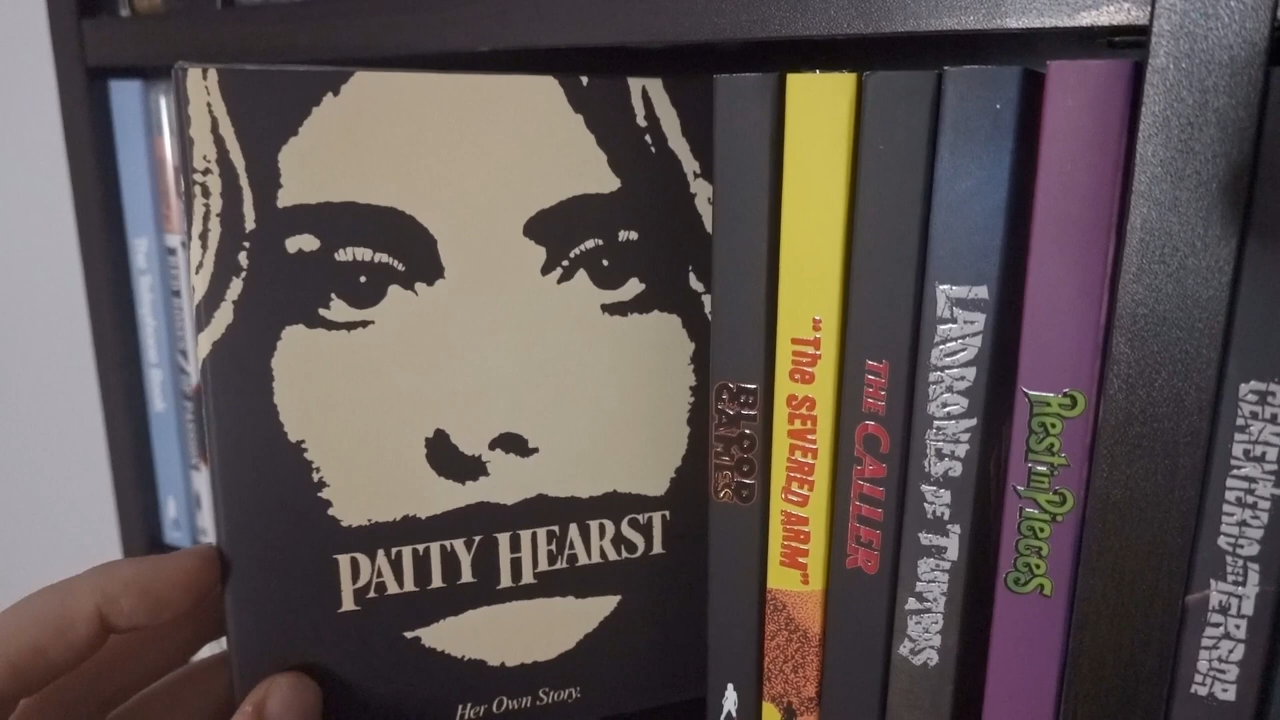 PATTY HEARST
Her Own Story.
BLOOD
GAMES
"The SEVERED ARM"
THE CALLER
LADRONES DE TUMBAS
Rest in Pieces
CEMENTERIO DEL TERROR